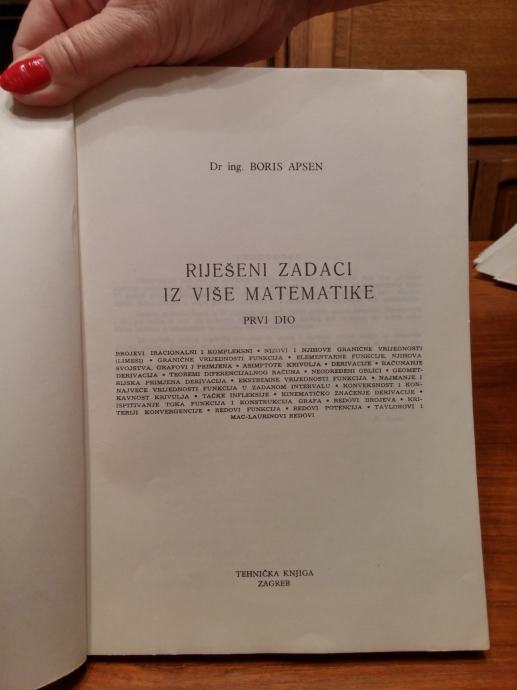 Dr ing. BORIS APSEN
RIJEŠENI ZADACI
IZ VIŠE MATEMATIKE
PRVI DIO
BROJEVI IRACIONALNI I KOMPLEKSNI • NIZOVI I NJIHOVE GRANIČNE VRIJEDNOSTI
(LIMESI) • GRANIČNE VRIJEDNOSTI FUNKCIJA • ELEMENTARNE FUNKCIJE, NJIHOVA
SVOJSTVA, GRAFOVI I PRIMJENA • ASIMPTOTE KRIVULJA • DERIVACIJE • RAČUNANJE
DERIVACIJA • TEOREMI DIFERENCIJALNOG RAČUNA • NEODREĐENI OBLICI • GEOMET-
RIJSKA PRIMJENA DERIVACIJA • EKSTREMNE VRIJEDNOSTI FUNKCIJA • NAJMANJE I
NAJVEĆE VRIJEDNOSTI FUNKCIJA U ZADANOM INTERVALU • KONVEKSNOST I KON-
KAVNOST KRIVULJA • TAČKE INFLEKSIJE • KINEMATIČKO ZNAČENJE DERIVACIJE •
ISPITIVANJE TOKA FUNKCIJA I KONSTRUKCIJA GRAFA • REDOVI BROJEVA • KRI-
TERIJI KONVERGENCIJE • REDOVI FUNKCIJA • REDOVI POTENCIJA • TAYLOROVI I
MAC-LAURINOVI REDOVI
TEHNIČKA KNJIGA
ZAGREB